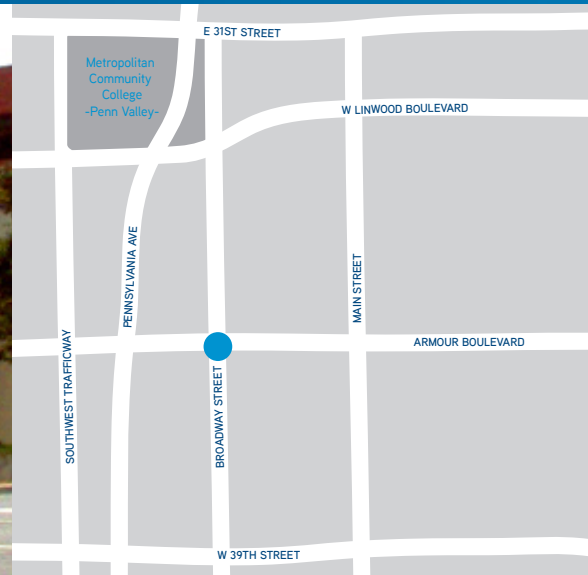 E 31ST STREET
Metropolitan
Community
College
-Penn Valley-
W LINWOOD BOULEVARD
PENNSYLVANIA AVE
MAIN STREET
SOUTHWEST TRAFFICWAY
ARMOUR BOULEVARD
BROADWAY STREET
W 39TH STREET